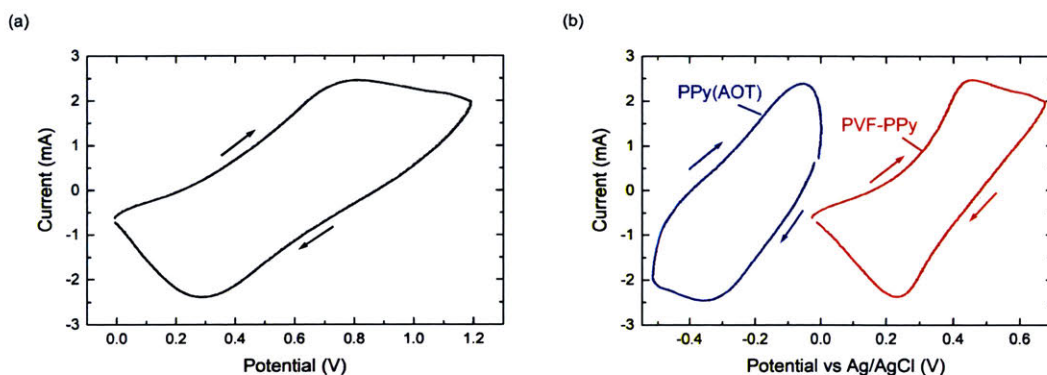 (a)
3
2
1
0
-1
-2
-3
Current (mA)
0.0 0.2 0.4 0.6 0.8 1.0 1.2
Potential (V)
(b)
3
2
1
0
-1
-2
-3
Current (mA)
PPy(AOT)
PVF-PPy
-0.4 -0.2 0.0 0.2 0.4 0.6
Potential vs Ag/AgCl (V)